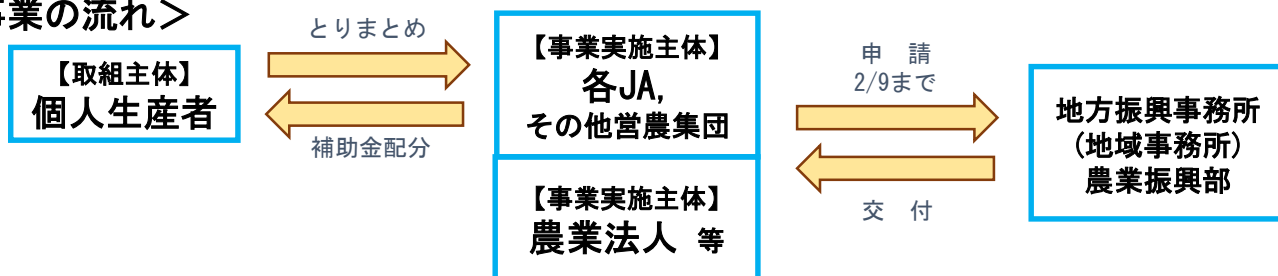 業の流れ＞
【取組主体】
個人生産者
とりまとめ
補助金配分
【事業実施主体】
各JA,
その他営農集団
【事業実施主体】
農業法人 等
申 請
2/9まで
交 付
地方振興事務所
(地域事務所)
農業振興部